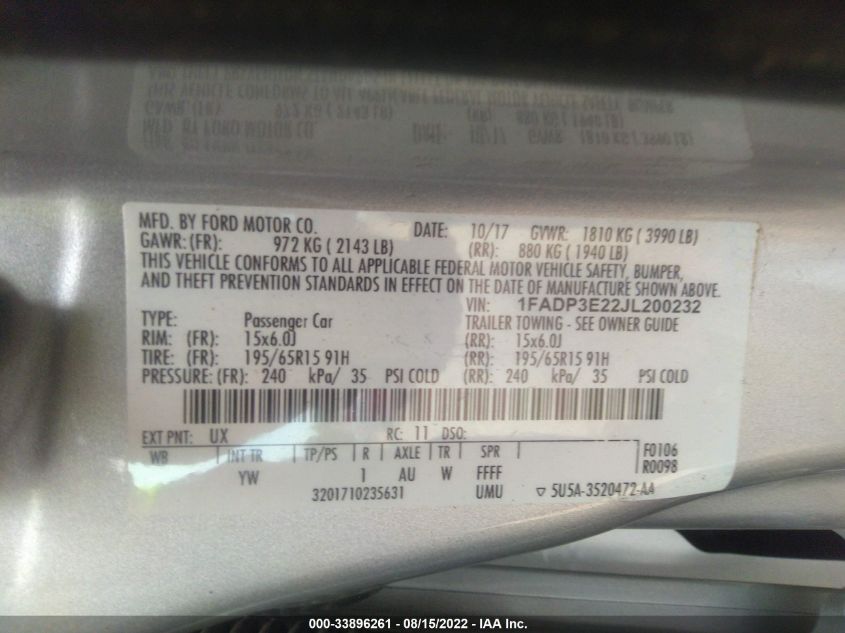 MFD. BY FORD MOTOR CO. DATE: 10/17 GVWR: 1810 KG ( 3990 LB)
GAWR: (FR): 972 KG ( 2143 LB) (RR): 880 KG ( 1940 LB)
THIS VEHICLE CONFORMS TO ALL APPLICABLE FEDERAL MOTOR VEHICLE SAFETY, BUMPER,
AND THEFT PREVENTION STANDARDS IN EFFECT ON THE DATE OF MANUFACTURE SHOWN ABOVE.
VIN: 1FADP3E22JL200232
TYPE: Passenger Car TRAILER TOWING - SEE OWNER GUIDE
RIM: (FR): 15x6.0J (RR): 15x6.0J
TIRE: (FR): 195/65R15 91H (RR): 195/65R15 91H
PRESSURE: (FR): 240 kPa/ 35 PSI COLD (RR): 240 kPa/ 35 PSI COLD
EXT PNT: UX RC: 11 DSO:
WB INT TR TP/PS R AXLE TR SPR F0106
YW 1 AU W FFFF R0098
3201710235631 UMU ▽ 5U5A-3520472-AA
000-33896261 - 08/15/2022 - IAA Inc.